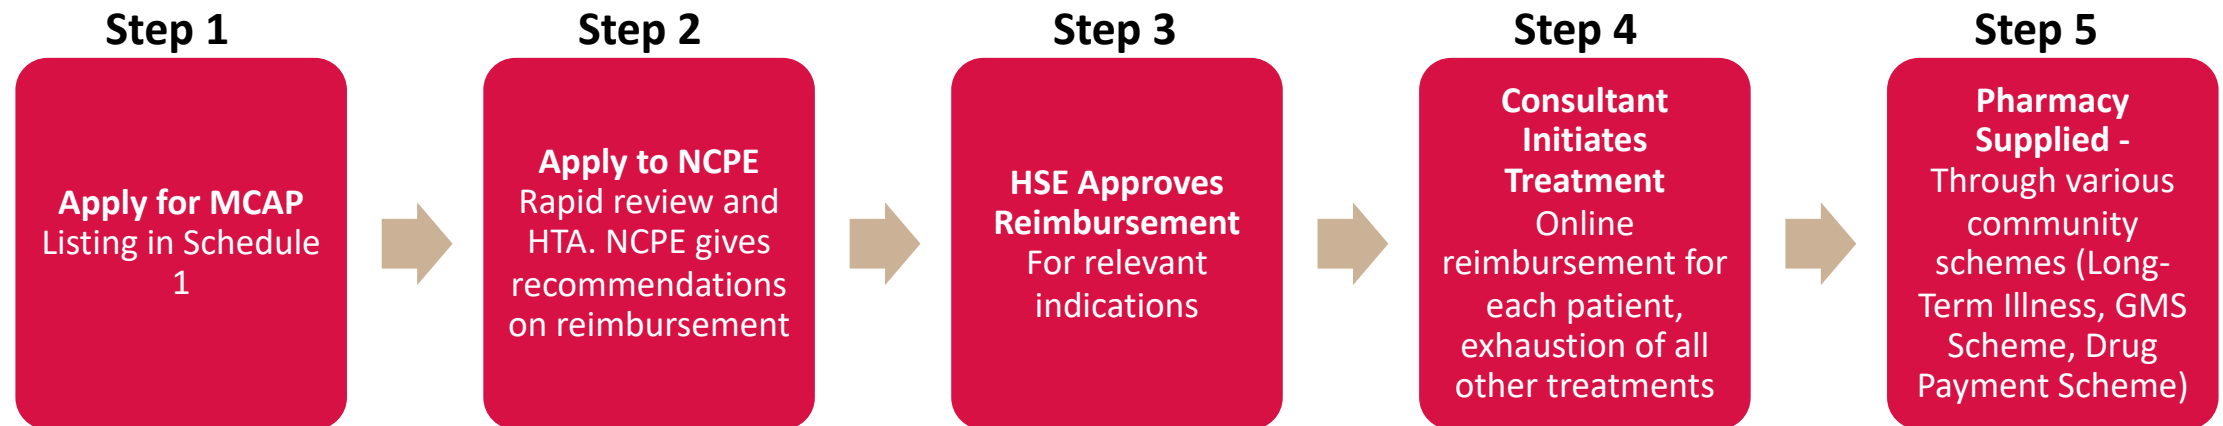 Step 1
Apply for MCAP
Listing in Schedule
1
Step 2
Apply to NCPE
Rapid review and
HTA. NCPE gives
recommendations
on reimbursement
Step 3
HSE Approves
Reimbursement
For relevant
indications
Step 4
Consultant
Initiates
Treatment
Online
reimbursement for
each patient,
exhaustion of all
other treatments
Step 5
Pharmacy
Supplied -
Through various
community
schemes (Long-
Term Illness, GMS
Scheme, Drug
Payment Scheme)